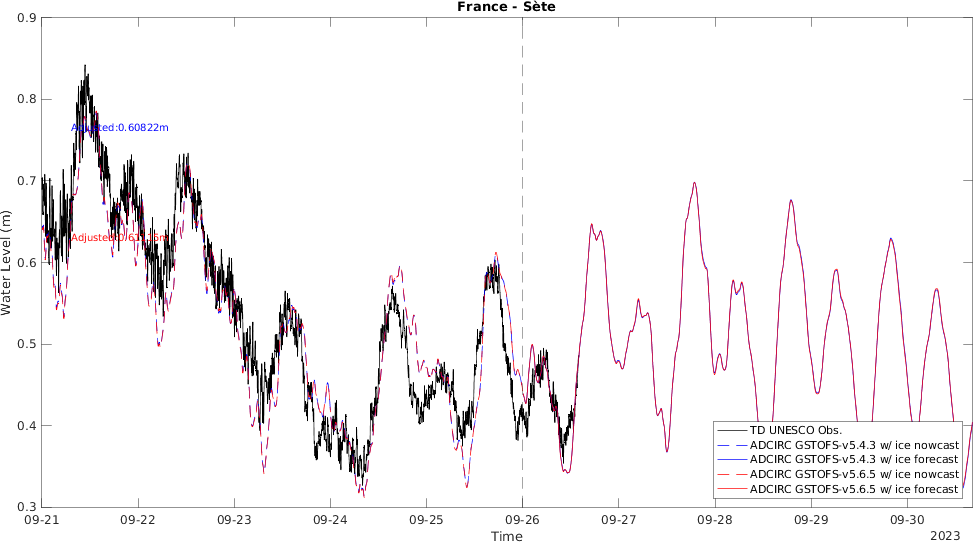 France - Sète
0.9
0.8
0.7
0.6
0.5
0.4
0.3
Water Level (m)
Adjusted:0.60822m
09-21
09-22
09-23
09-24
09-25
09-26
09-27
09-28
09-29
09-30
Time
2023
TD UNESCO Obs.
ADCIRC GSTOFS-v5.4.3 w/ ice nowcast
ADCIRC GSTOFS-v5.4.3 w/ ice forecast
ADCIRC GSTOFS-v5.6.5 w/ ice nowcast
ADCIRC GSTOFS-v5.6.5 w/ ice forecast